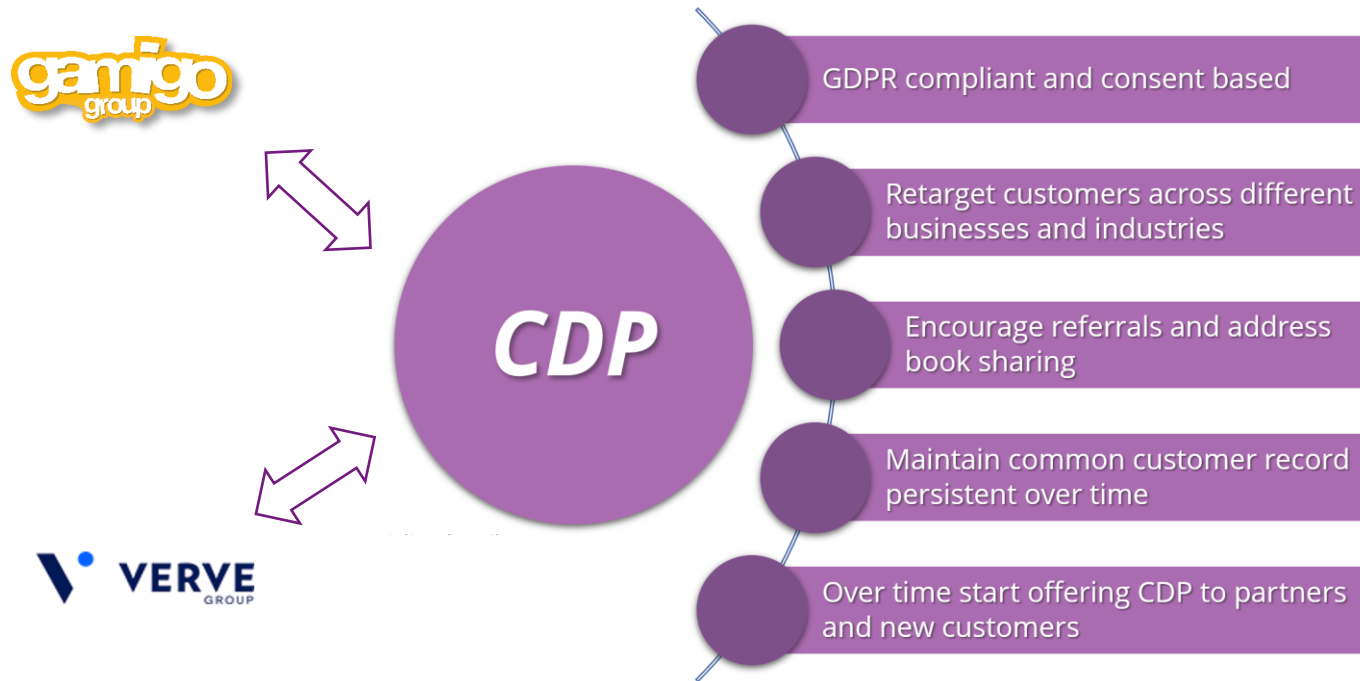 gamigo
group
CDP
VERVE
GROUP
GDPR compliant and consent based
Retarget customers across different
businesses and industries
Encourage referrals and address
book sharing
Maintain common customer record
persistent over time
Over time start offering CDP to partners
and new customers